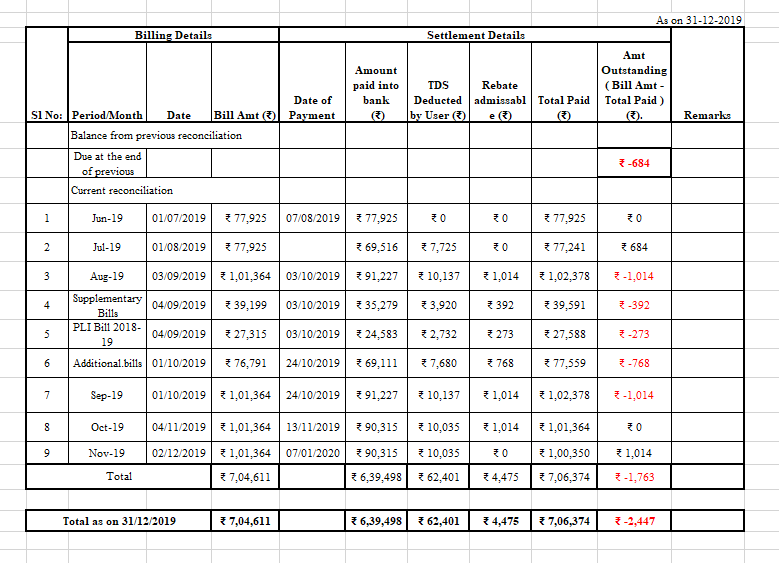 As on 31-12-2019
Billing Details Settlement Details
Sl No: Period/Month Date Bill Amt (₹) Date of Payment Amount paid into bank (₹) TDS Deducted by User (₹) Rebate admissabl e (₹) Total Paid (₹) Amt Outstanding ( Bill Amt - Total Paid ) (₹). Remarks
Balance from previous reconciliation
Due at the end of previous ₹ -684
Current reconciliation
1 Jun-19 01/07/2019 ₹ 77,925 07/08/2019 ₹ 77,925 ₹ 0 ₹ 0 ₹ 77,925 ₹ 0
2 Jul-19 01/08/2019 ₹ 77,925 ₹ 69,516 ₹ 7,725 ₹ 0 ₹ 77,241 ₹ 684
3 Aug-19 03/09/2019 ₹ 1,01,364 03/10/2019 ₹ 91,227 ₹ 10,137 ₹ 1,014 ₹ 1,02,378 ₹ -1,014
4 Supplementary Bills 04/09/2019 ₹ 39,199 03/10/2019 ₹ 35,279 ₹ 3,920 ₹ 392 ₹ 39,591 ₹ -392
5 PLI Bill 2018-19 04/09/2019 ₹ 27,315 03/10/2019 ₹ 24,583 ₹ 2,732 ₹ 273 ₹ 27,588 ₹ -273
6 Additional.bills 01/10/2019 ₹ 76,791 24/10/2019 ₹ 69,111 ₹ 7,680 ₹ 768 ₹ 77,559 ₹ -768
7 Sep-19 01/10/2019 ₹ 1,01,364 24/10/2019 ₹ 91,227 ₹ 10,137 ₹ 1,014 ₹ 1,02,378 ₹ -1,014
8 Oct-19 04/11/2019 ₹ 1,01,364 13/11/2019 ₹ 90,315 ₹ 10,035 ₹ 1,014 ₹ 1,01,364 ₹ 0
9 Nov-19 02/12/2019 ₹ 1,01,364 07/01/2020 ₹ 90,315 ₹ 10,035 ₹ 0 ₹ 1,00,350 ₹ 1,014
Total ₹ 7,04,611 ₹ 6,39,498 ₹ 62,401 ₹ 4,475 ₹ 7,06,374 ₹ -1,763
Total as on 31/12/2019 ₹ 7,04,611 ₹ 6,39,498 ₹ 62,401 ₹ 4,475 ₹ 7,06,374 ₹ -2,447